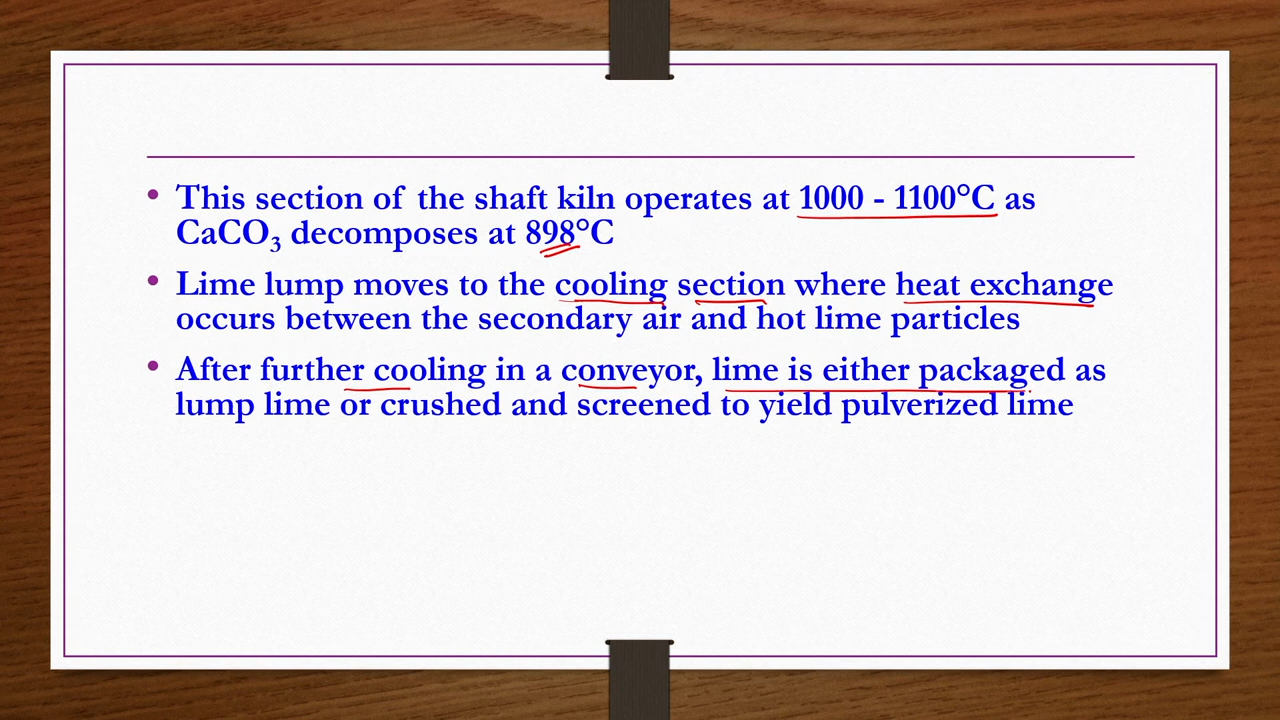 • This section of the shaft kiln operates at 1000 - 1100°C as
CaCO₃ decomposes at 898°C
• Lime lump moves to the cooling section where heat exchange
occurs between the secondary air and hot lime particles
• After further cooling in a conveyor, lime is either packaged as
lump lime or crushed and screened to yield pulverized lime